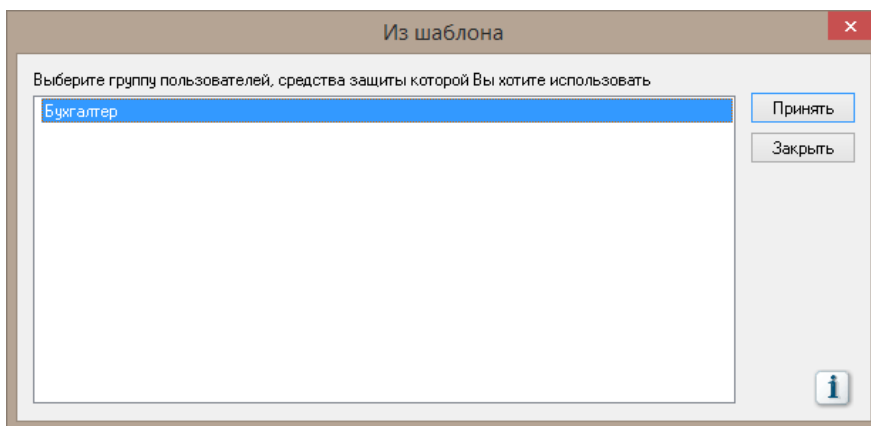 Из шаблона
Выберите группу пользователей, средства защиты которой Вы хотите использовать
Бухгалтер
Принять
Закрыть